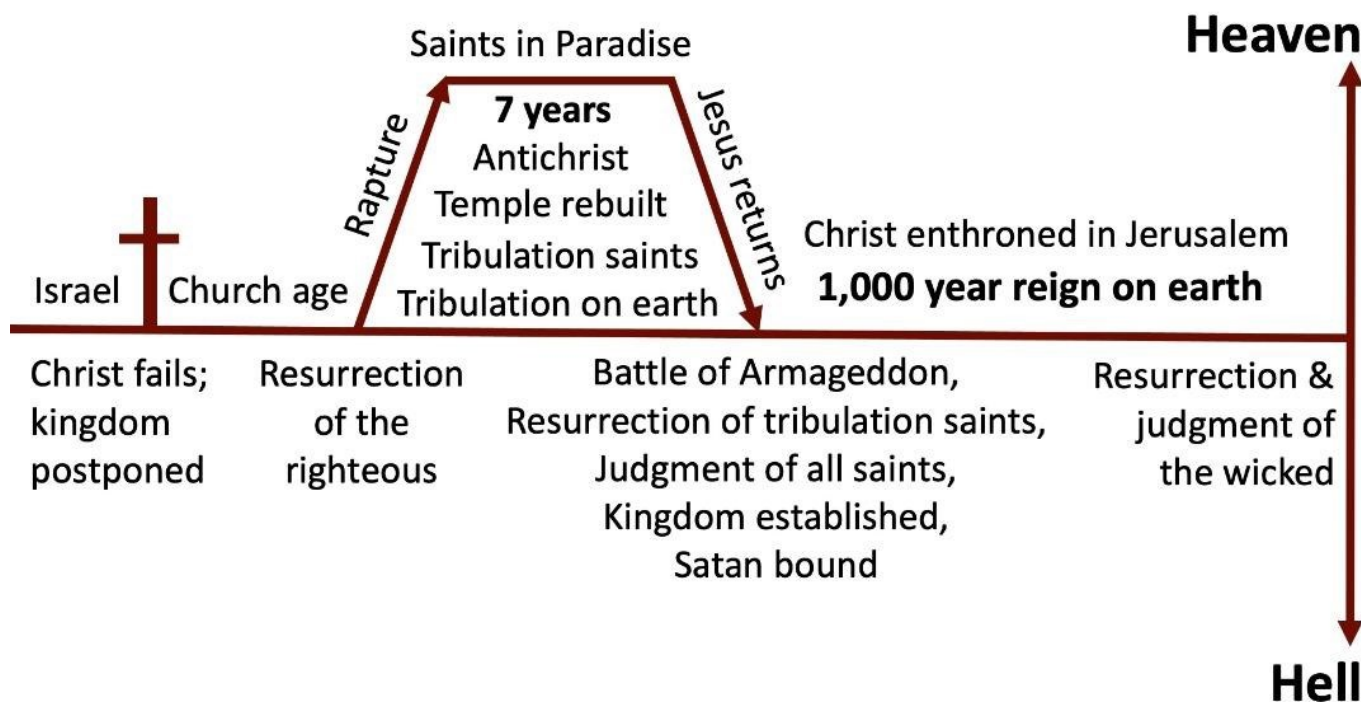 Heaven
Saints in Paradise
Rapture
7 years
Antichrist
Temple rebuilt
Tribulation saints
Tribulation on earth
Jesus returns
Christ enthroned in Jerusalem
1,000 year reign on earth
Israel
Church age
Christ fails;
kingdom
postponed
Resurrection
of the
righteous
Battle of Armageddon,
Resurrection of tribulation saints,
Judgment of all saints,
Kingdom established,
Satan bound
Resurrection &
judgment of
the wicked
Hell